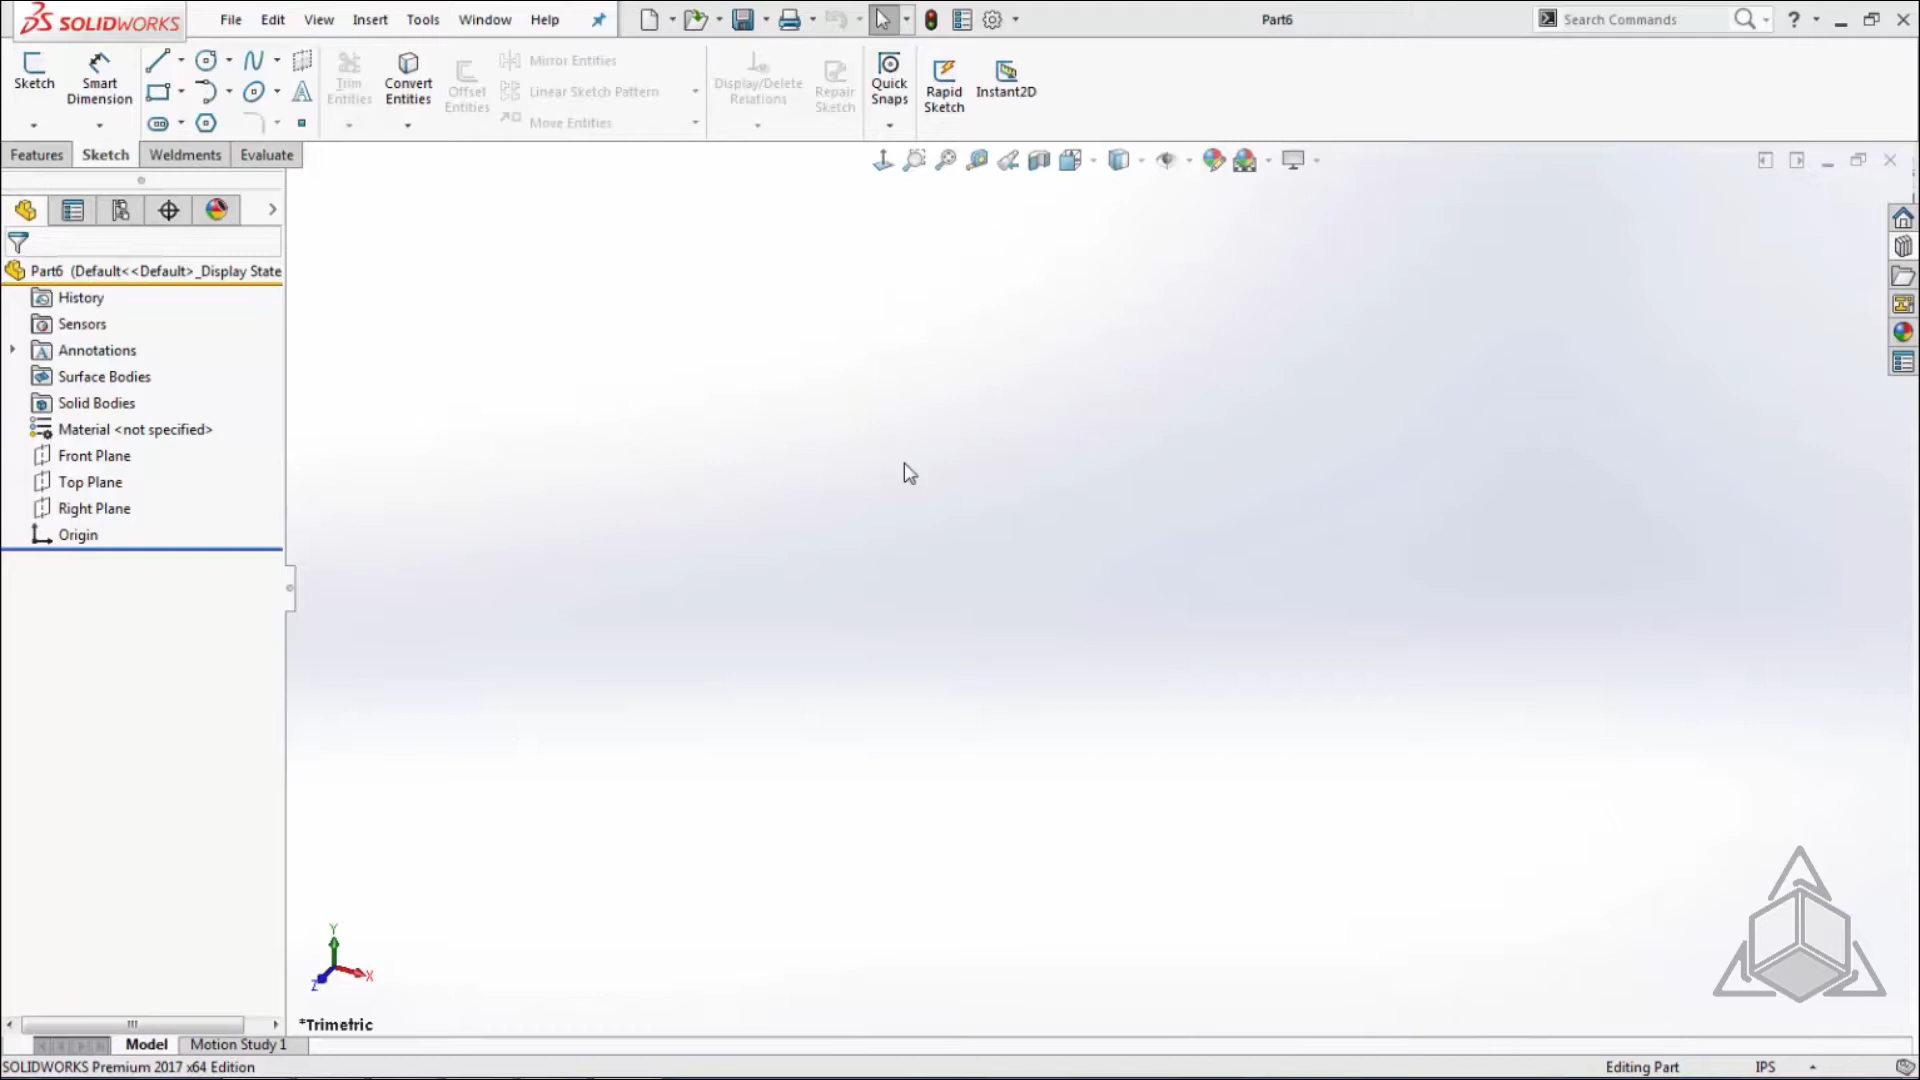 SOLIDWORKS File Edit View Insert Tools Window Help Part6 Search Commands ?
Sketch Smart Dimension Trim Entities Convert Entities Offset Entities Mirror Entities Linear Sketch Pattern Move Entities Display/Delete Relations Repair Sketch Quick Snaps Rapid Sketch Instant2D
Features Sketch Weldments Evaluate
Part6 (Default<<Default>_Display State
History
Sensors
Annotations
Surface Bodies
Solid Bodies
Material <not specified>
Front Plane
Top Plane
Right Plane
Origin
Y
X
Z
*Trimetric
Model Motion Study 1
SOLIDWORKS Premium 2017 x64 Edition Editing Part IPS